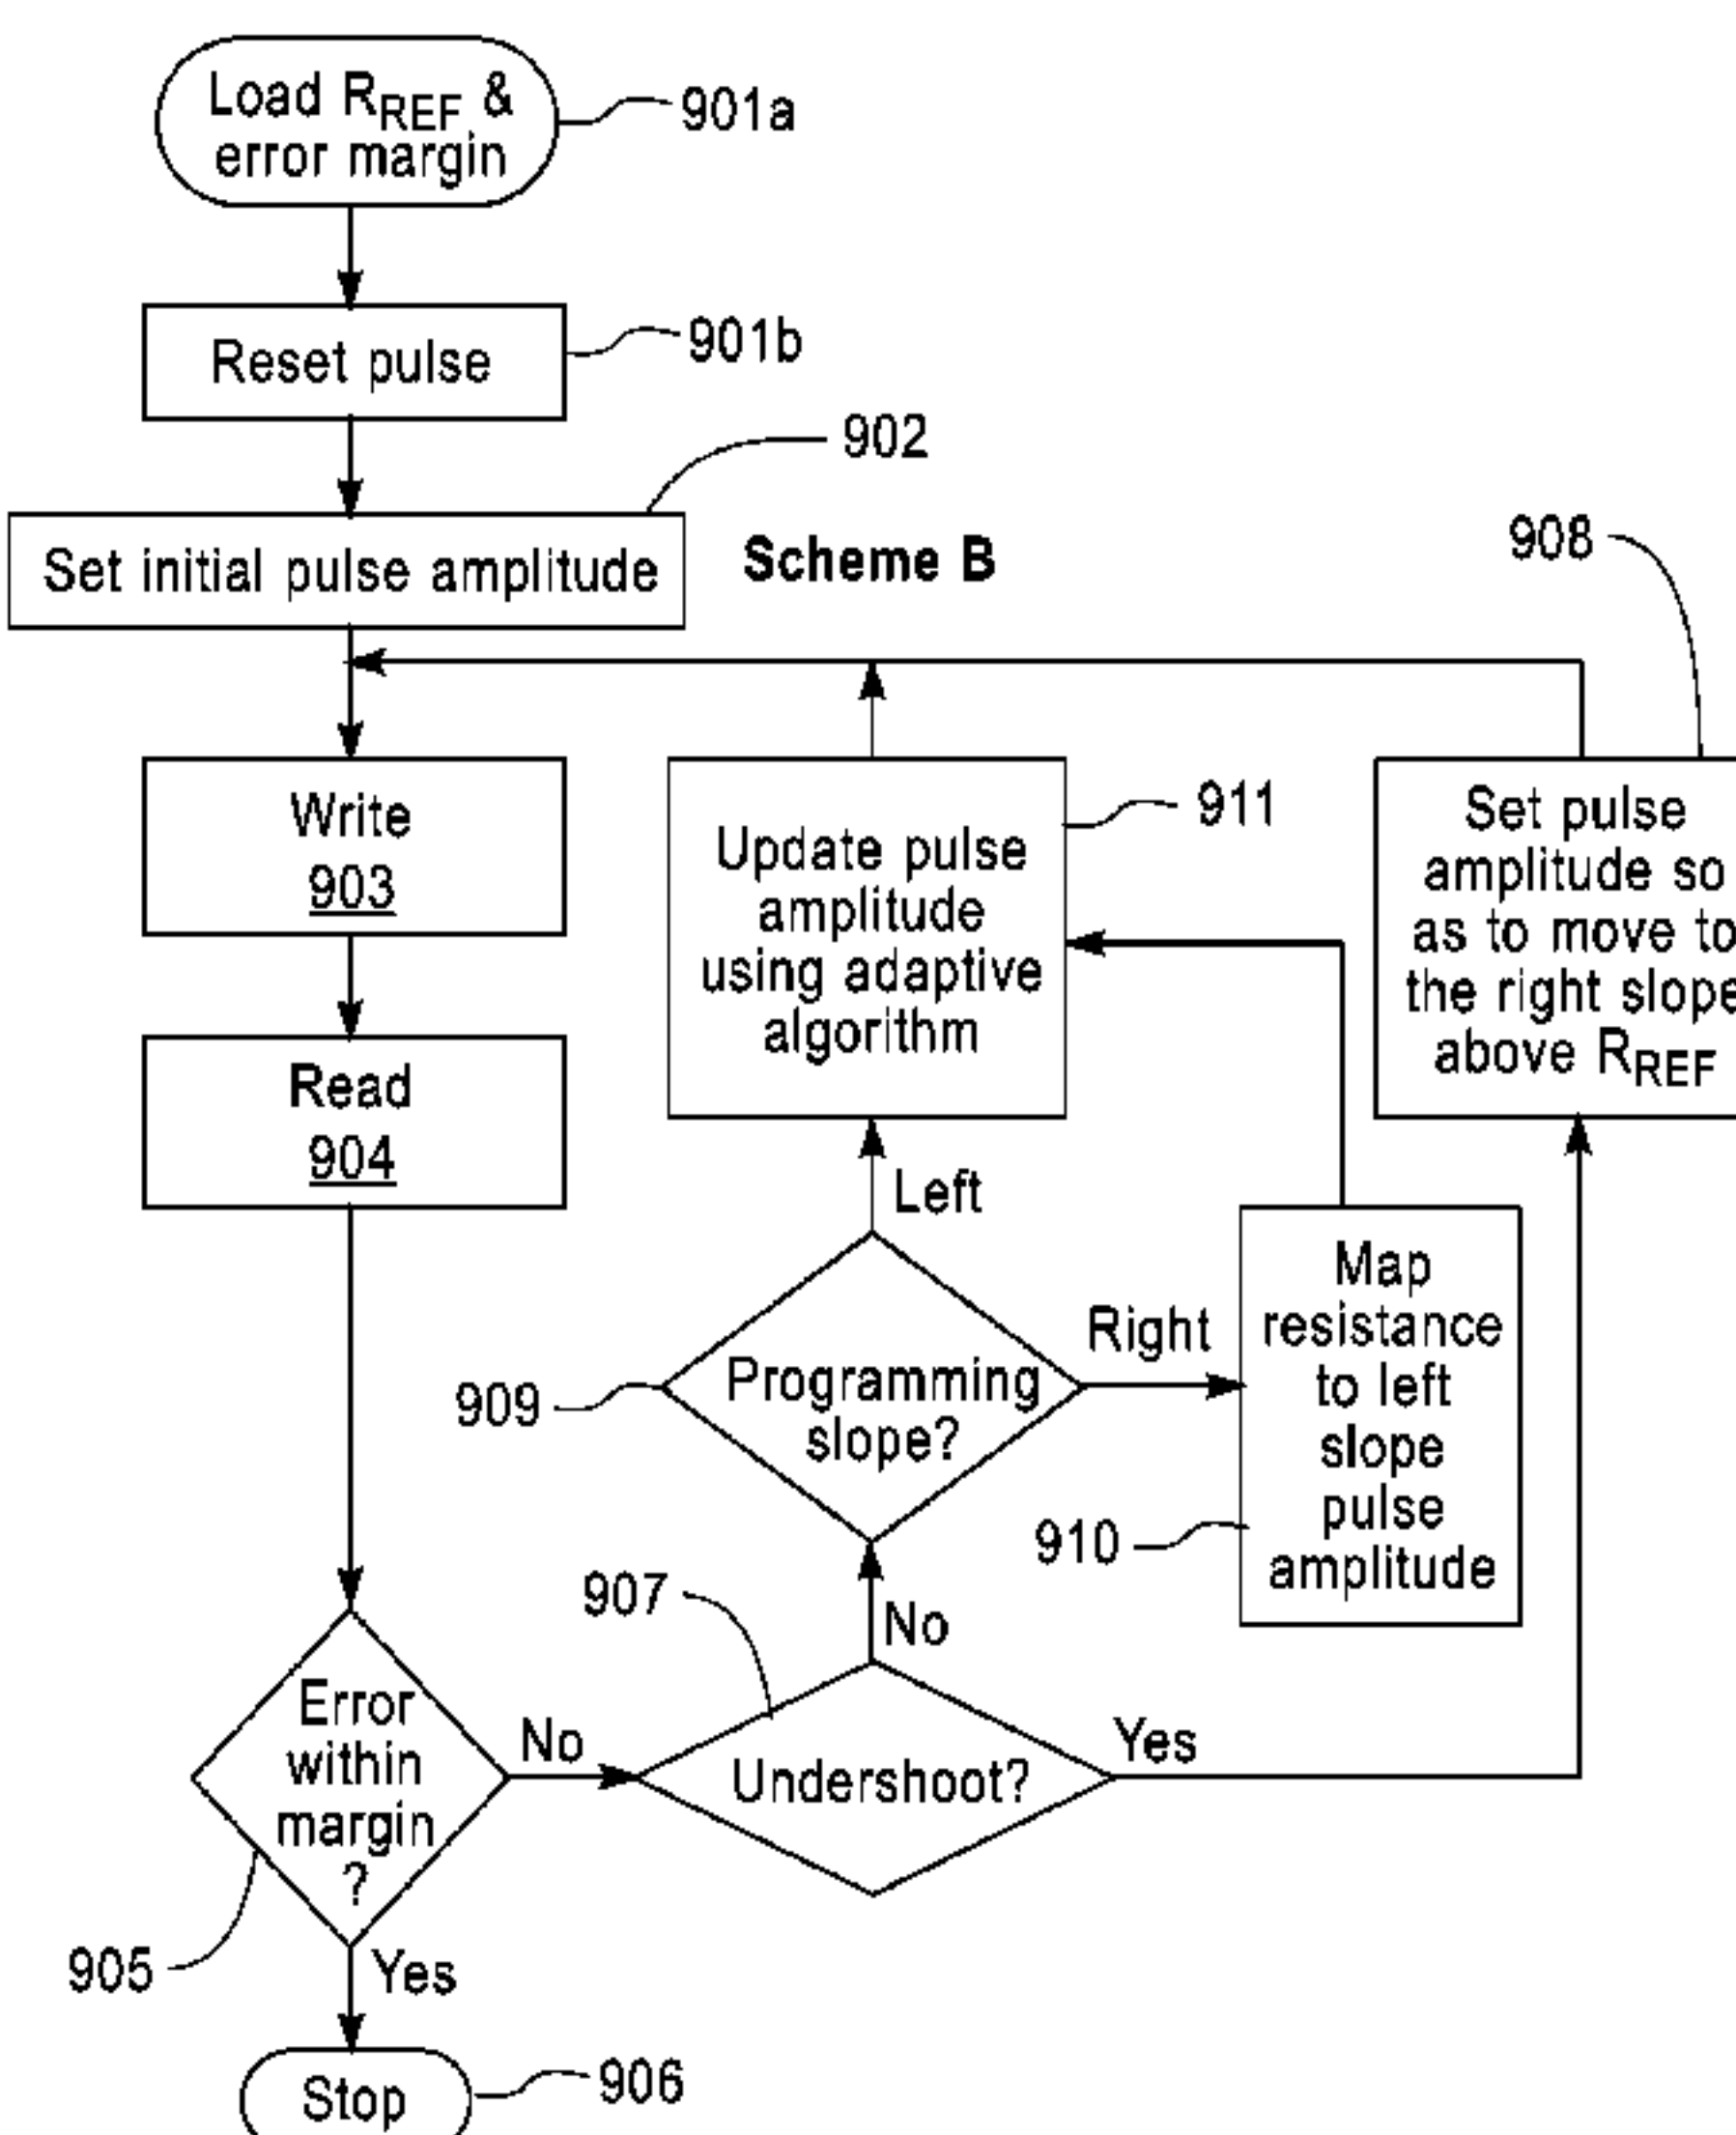 Load RREF &
error margin
901a
Reset pulse
901b
902
Set initial pulse amplitude
Scheme B
908
Write
903
Update pulse
amplitude
using adaptive
algorithm
911
Set pulse
amplitude so
as to move to
the right slope
above RREF
Read
904
Left
Programming
slope?
909
Right
Map
resistance
to left
slope
pulse
amplitude
910
907
No
Error
within
margin
?
No
Undershoot?
Yes
905
Yes
Stop
906